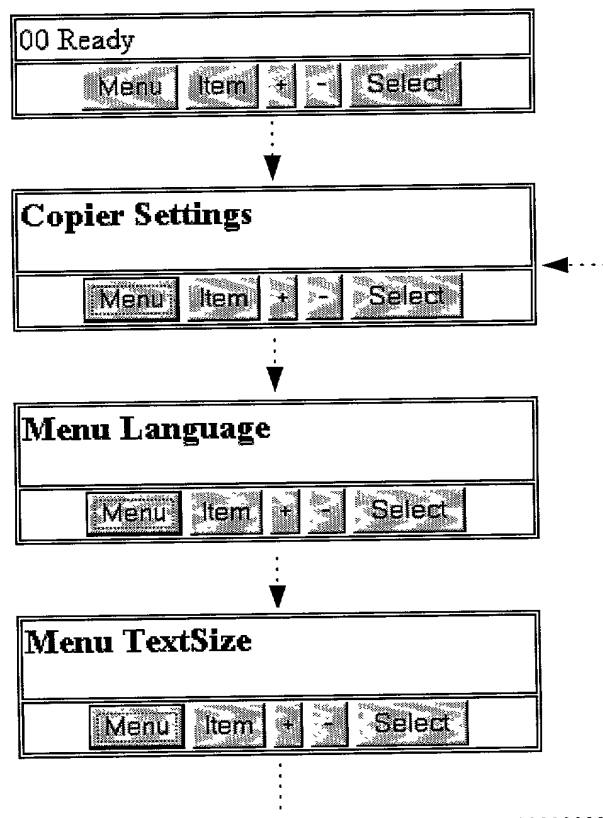 00 Ready
Menu Item + - Select
Copier Settings
Menu Item + - Select
Menu Language
Menu Item + - Select
Menu TextSize
Menu Item + - Select